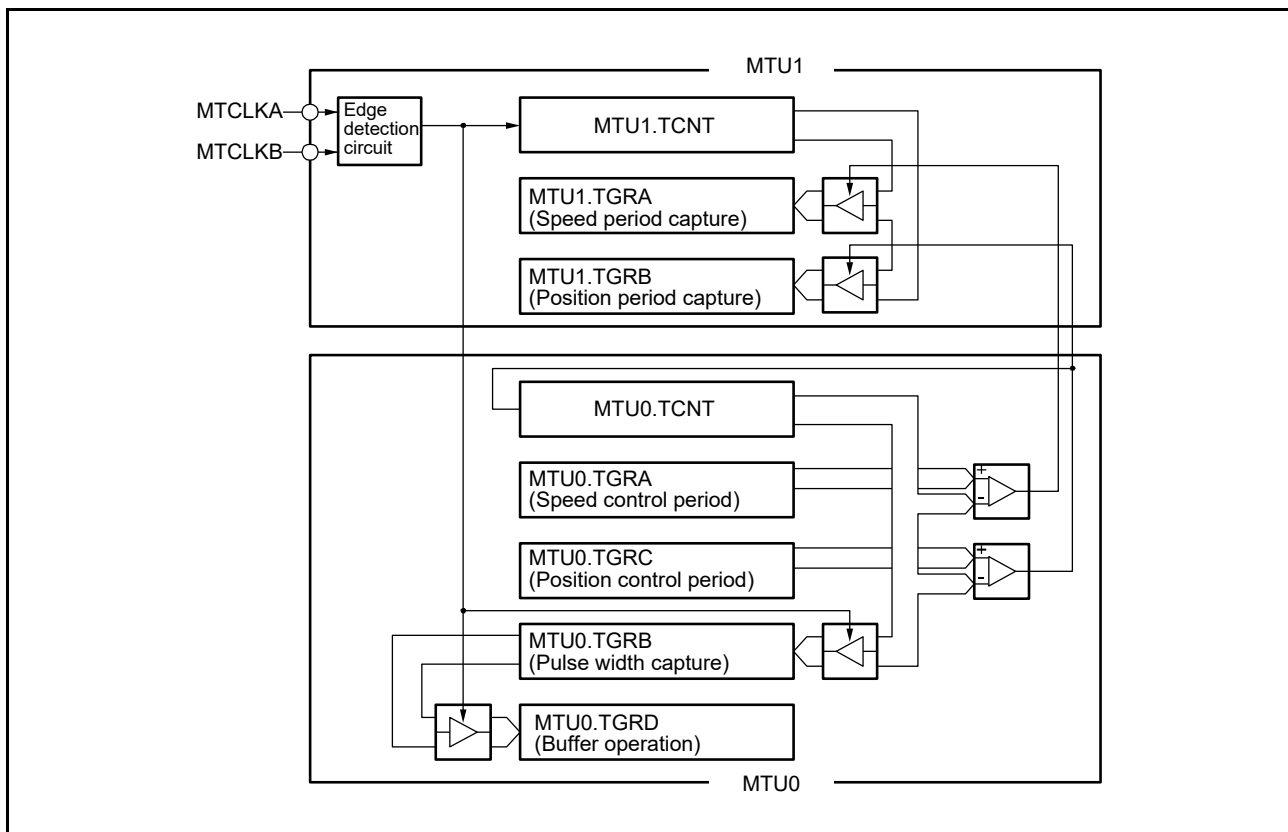 MTU1
MTCLKA
MTCLKB
Edge
detection
circuit
MTU1.TCNT
MTU1.TGRA
(Speed period capture)
MTU1.TGRB
(Position period capture)
MTU0.TCNT
MTU0.TGRA
(Speed control period)
+
-
MTU0.TGRC
(Position control period)
+
-
MTU0.TGRB
(Pulse width capture)
MTU0.TGRD
(Buffer operation)
MTU0